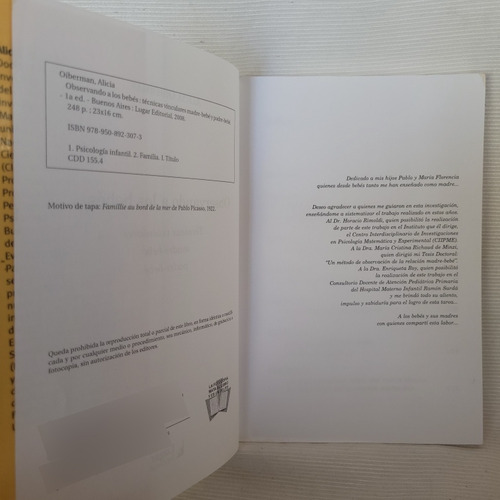 Oiberman, Alicia
Observando a los bebés : técnicas vinculares madre-bebé y padre-bebé
- 1a ed. - Buenos Aires : Lugar Editorial, 2008.
248 p. ; 23x16 cm.
ISBN 978-950-892-307-3
1. Psicología infantil. 2. Familia. I. Título
CDD 155.4
Motivo de tapa: Famille au bord de la mer de Pablo Picasso, 1922.
Queda prohibida la reproducción total o parcial de este libro, en forma idéntica o modifi-
cada y por cualquier medio o procedimiento, sea mecánico, informático, de grabación o
fotocopia, sin autorización de los editores.
Dedicado a mis hijos Pablo y María Florencia
quienes desde bebés tanto me han enseñado como madre...
Deseo agradecer a quienes me guiaron en esta investigación,
enseñándome a sistematizar el trabajo realizado en estos años.
Al Dr. Horacio Rimoldi, quien posibilitó la realización
de parte de este trabajo en el Instituto que él dirige,
el Centro Interdisciplinario de Investigaciones
en Psicología Matemática y Experimental (CIIPME)
A la Dra. María Cristina Richaud de Minzi,
quien dirigió mi Tesis Doctoral:
"Un método de observación de la relación madre-bebé".
A la Dra. Enriqueta Roy, quien posibilitó
la realización de este trabajo en el
Consultorio Docente de Atención Pediátrica Primaria
del Hospital Materno Infantil Ramón Sardá
y me brindó todo su aliento,
impulso y sabiduría para el logro de esta tarea...
A los bebés y sus madres
con quienes compartí esta labor...